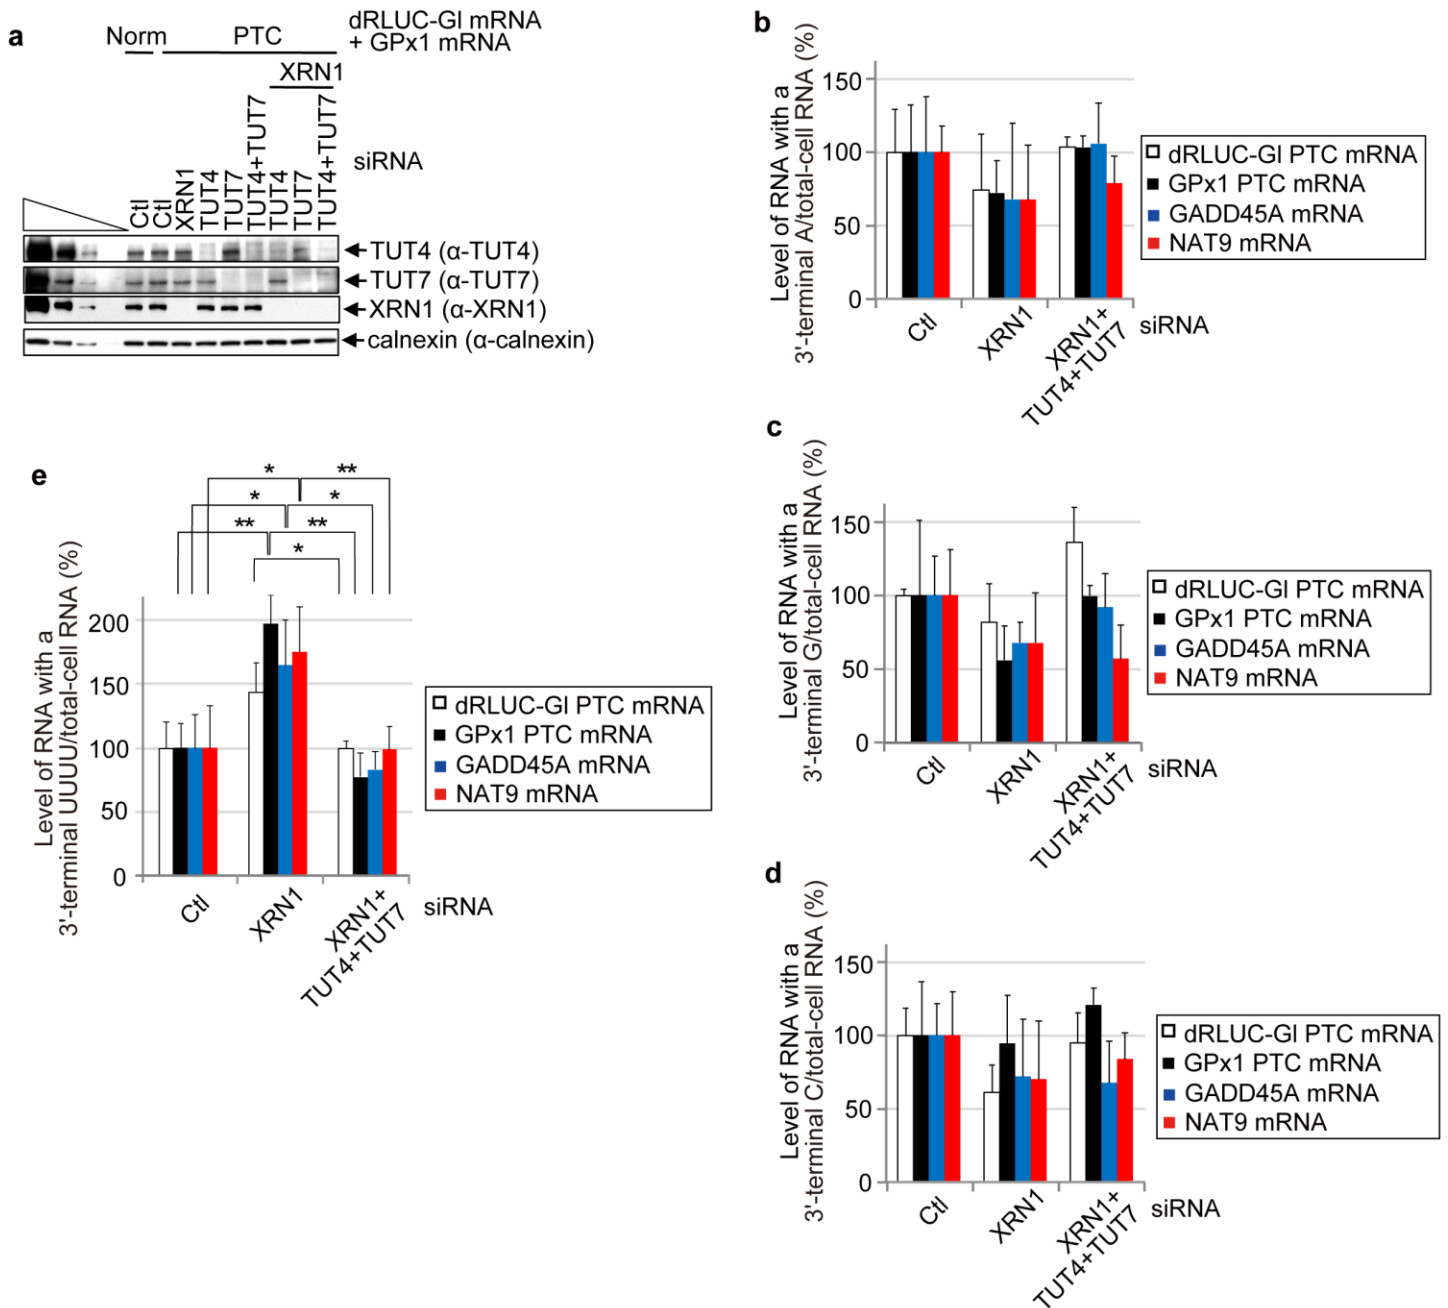 a
Norm PTC
dRLUC-Gl mRNA
+ GPx1 mRNA
XRN1
Ctl
Ctl
XRN1
TUT4
TUT7
TUT4+TUT7
TUT4
TUT7
TUT4+TUT7
siRNA
TUT4 (α-TUT4)
TUT7 (α-TUT7)
XRN1 (α-XRN1)
calnexin (α-calnexin)
b
Level of RNA with a
3'-terminal A/total-cell RNA (%)
150
100
50
0
Ctl
XRN1
XRN1+
TUT4+TUT7
siRNA
dRLUC-Gl PTC mRNA
GPx1 PTC mRNA
GADD45A mRNA
NAT9 mRNA
c
Level of RNA with a
3'-terminal G/total-cell RNA (%)
150
100
50
0
Ctl
XRN1
XRN1+
TUT4+TUT7
siRNA
dRLUC-Gl PTC mRNA
GPx1 PTC mRNA
GADD45A mRNA
NAT9 mRNA
d
Level of RNA with a
3'-terminal C/total-cell RNA (%)
150
100
50
0
Ctl
XRN1
XRN1+
TUT4+TUT7
siRNA
dRLUC-Gl PTC mRNA
GPx1 PTC mRNA
GADD45A mRNA
NAT9 mRNA
e
* **
* *
** **
*
Level of RNA with a
3'-terminal UUUUU/total-cell RNA (%)
200
150
100
50
0
Ctl
XRN1
XRN1+
TUT4+TUT7
siRNA
dRLUC-Gl PTC mRNA
GPx1 PTC mRNA
GADD45A mRNA
NAT9 mRNA